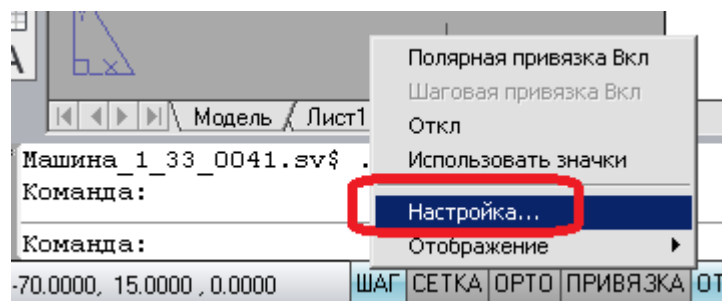 Полярная привязка Вкл
Шаговая привязка Вкл
Откл
Использовать значки
Настройка...
Отображение
Модель / Лист1
Машина_1_33_0041.sv$ .
Команда:
Команда:
-70.0000, 15.0000 , 0.0000
ШАГ СЕТКА ОРТО ПРИВЯЗКА